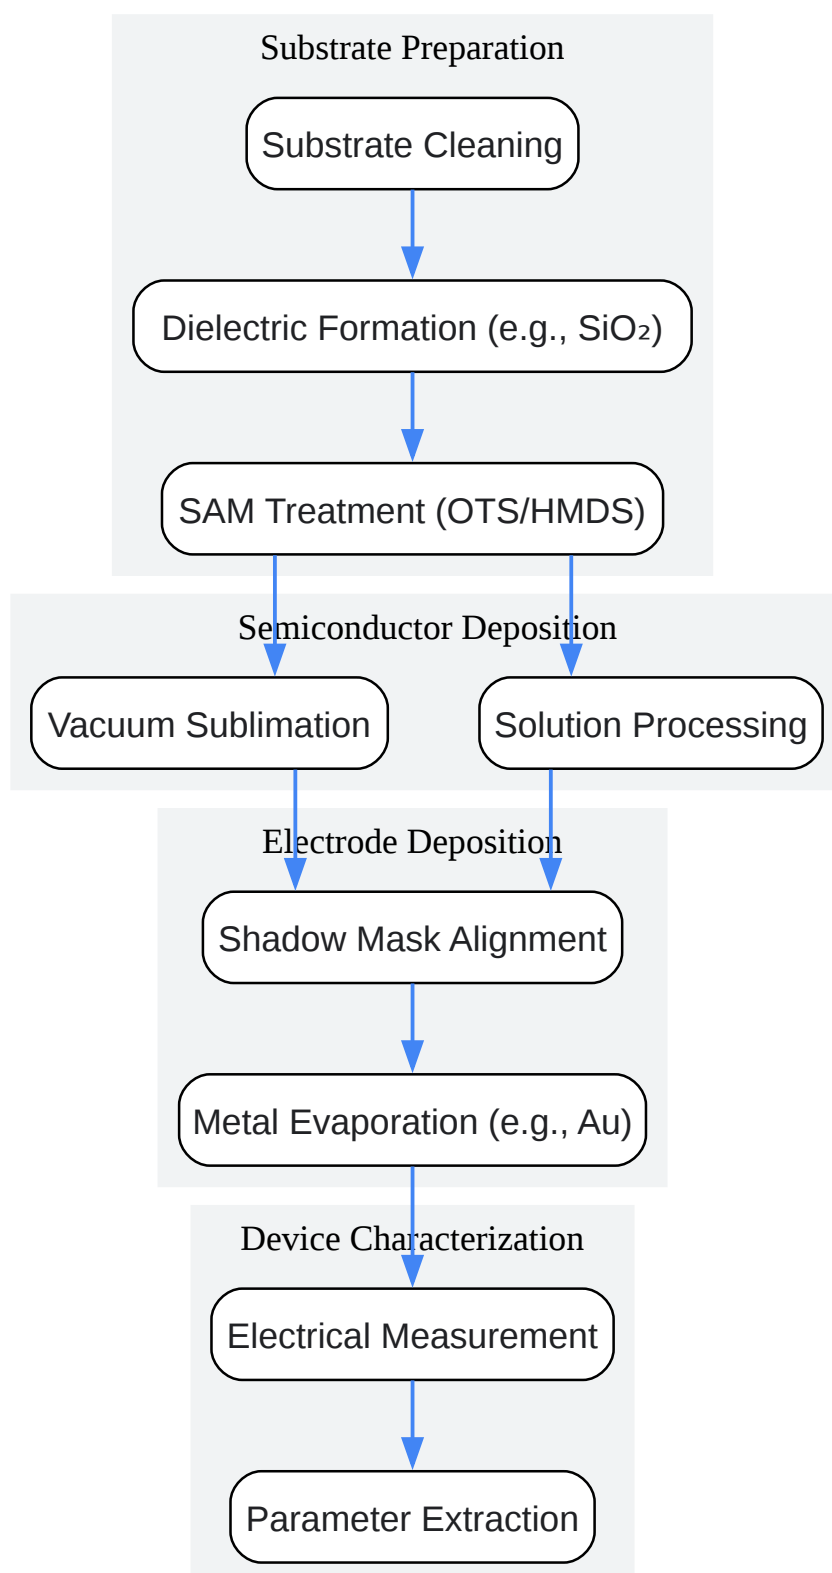 Substrate Preparation
Substrate Cleaning
Dielectric Formation (e.g., SiO₂)
SAM Treatment (OTS/HMDS)
Semiconductor Deposition
Vacuum Sublimation
Solution Processing
Electrode Deposition
Shadow Mask Alignment
Metal Evaporation (e.g., Au)
Device Characterization
Electrical Measurement
Parameter Extraction